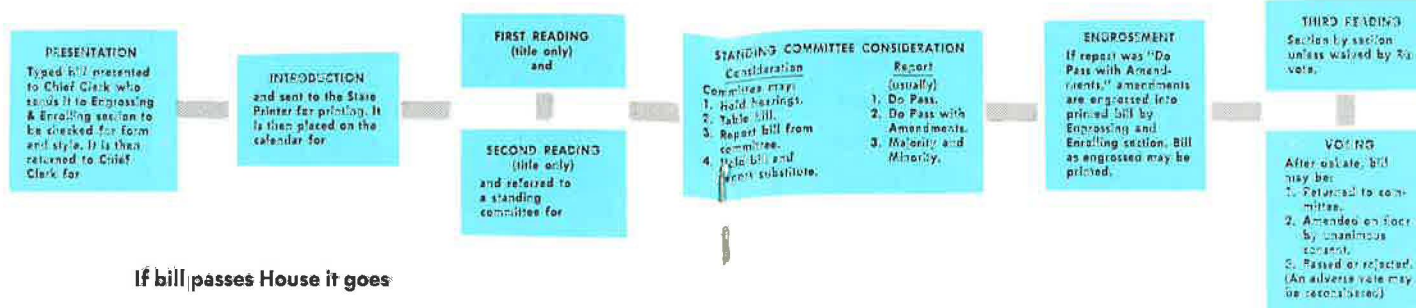 PRESENTATION
Typed bill presented
to Chief Clerk who
sends it to Engrossing
& Enrolling section to
be checked for form
and style. It is then
returned to Chief
Clerk for
INTRODUCTION
and sent to the State
Printer for printing. It
is then placed on the
calendar for
FIRST READING
(title only)
and
SECOND READING
(title only)
and referred to
a standing
committee for
STANDING COMMITTEE CONSIDERATION
Consideration
Committee may:
1. Hold hearings.
2. Table bill.
3. Report bill from
committee.
4. Hold bill and
report substitute.
Report
(usually)
1. Do Pass.
2. Do Pass with
Amendments.
3. Majority and
Minority.
ENGROSSMENT
If report was "Do
Pass with Amend-
ments," amendments
are engrossed into
printed bill by
Engrossing and
Enrolling section. Bill
as engrossed may be
printed.
THIRD READING
Section by section
unless waived by
vote.
VOTING
After debate, bill
may be:
1. Returned to com-
mittee.
2. Amended on floor
by unanimous
consent.
3. Passed or rejected.
(An adverse vote may
be reconsidered)
If bill passes House it goes